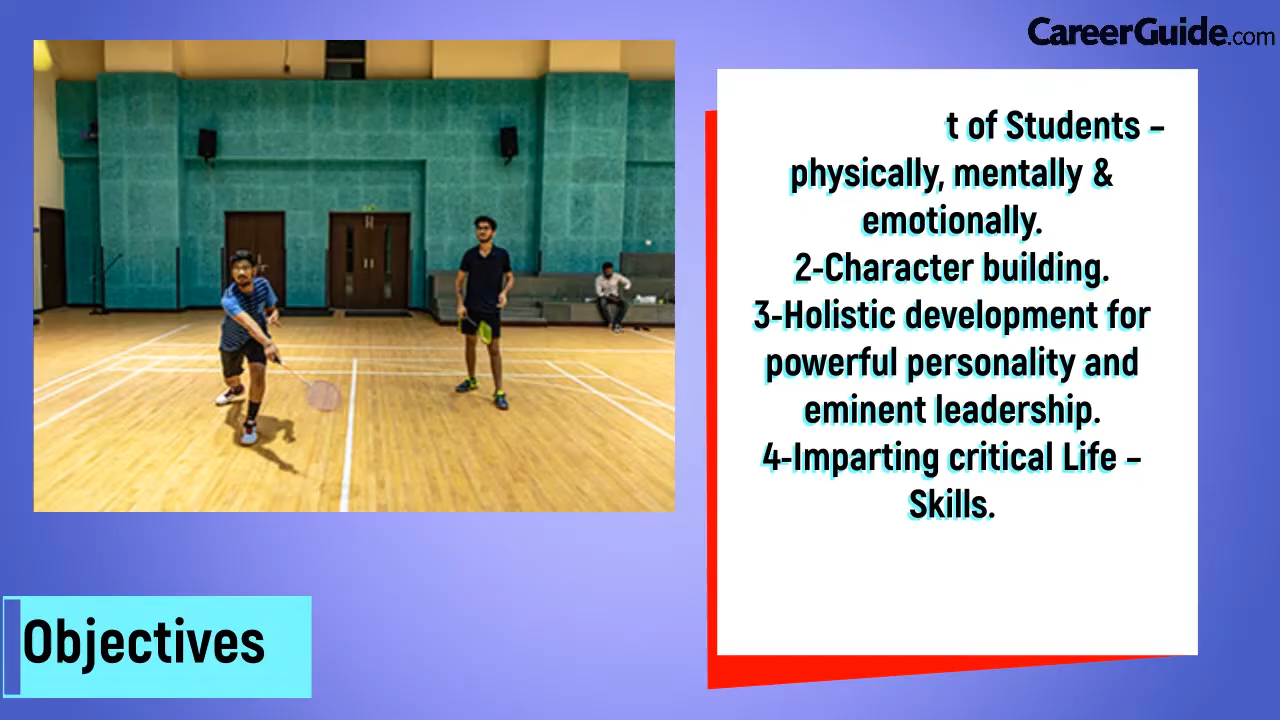 CareerGuide.com
t of Students –
physically, mentally &
emotionally.
2-Character building.
3-Holistic development for
powerful personality and
eminent leadership.
4-Imparting critical Life –
Skills.
Objectives